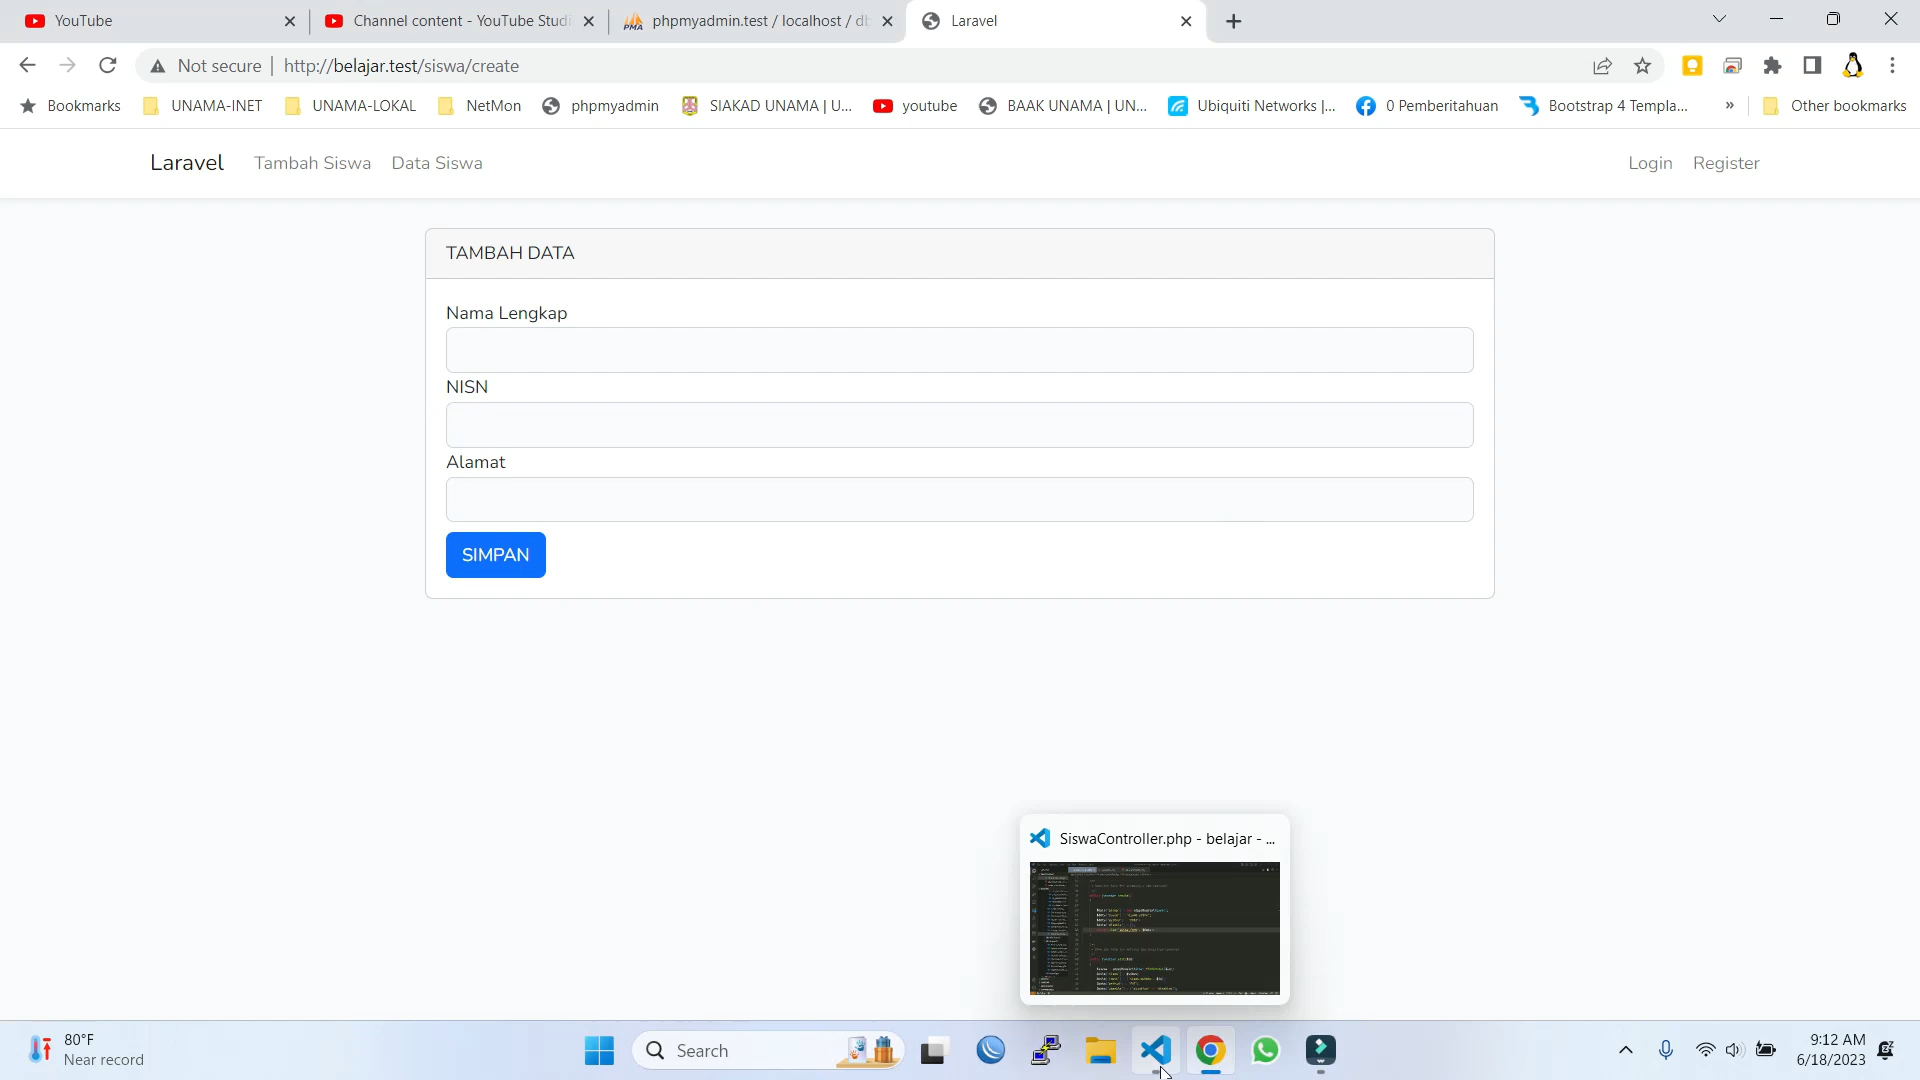 YouTube
Channel content - YouTube Studi
phpmyadmin.test / localhost / db
Laravel
Not secure
http://belajar.test/siswa/create
Bookmarks
UNAMA-INET
UNAMA-LOKAL
NetMon
phpmyadmin
SIAKAD UNAMA | U...
youtube
BAAK UNAMA | UN...
Ubiquiti Networks |...
0 Pemberitahuan
Bootstrap 4 Templa...
»
Other bookmarks
Laravel
Tambah Siswa
Data Siswa
Login
Register
TAMBAH DATA
Nama Lengkap
NISN
Alamat
SIMPAN
SiswaController.php - belajar - ...
80°F
Near record
Search
9:12 AM
6/18/2023